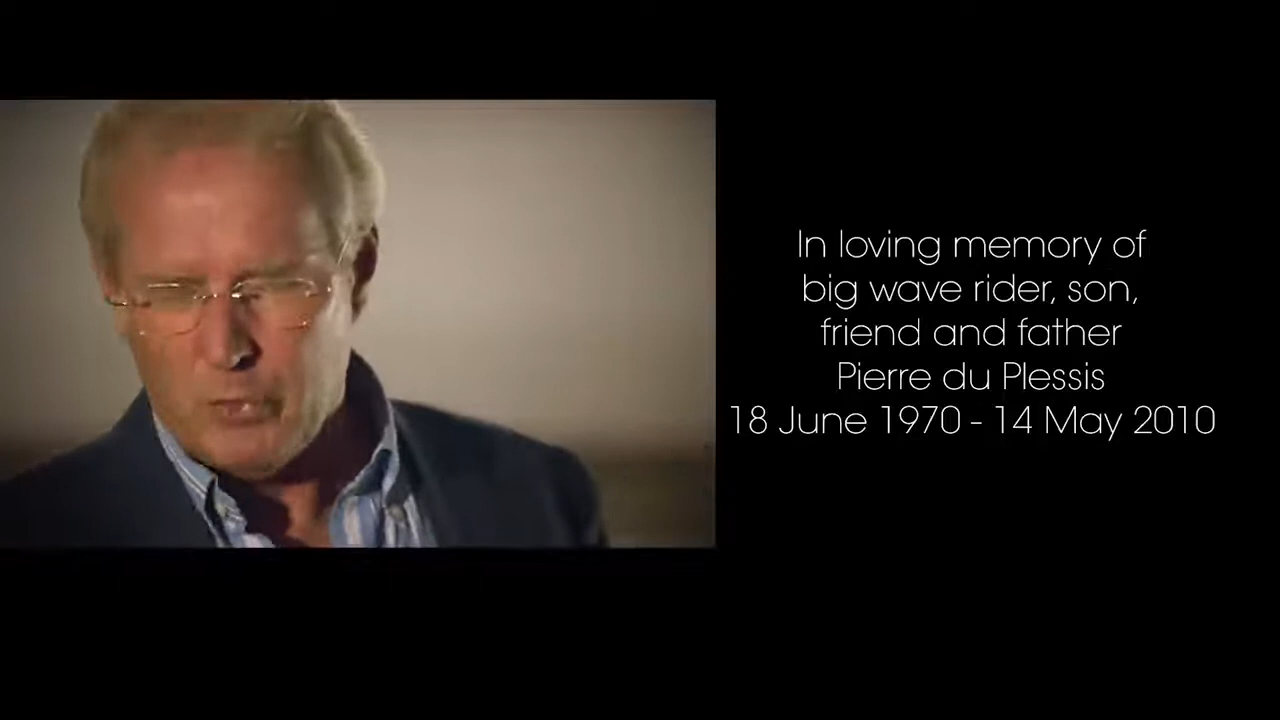 In loving memory of
big wave rider, son,
friend and father
Pierre du Plessis
18 June 1970 - 14 May 2010